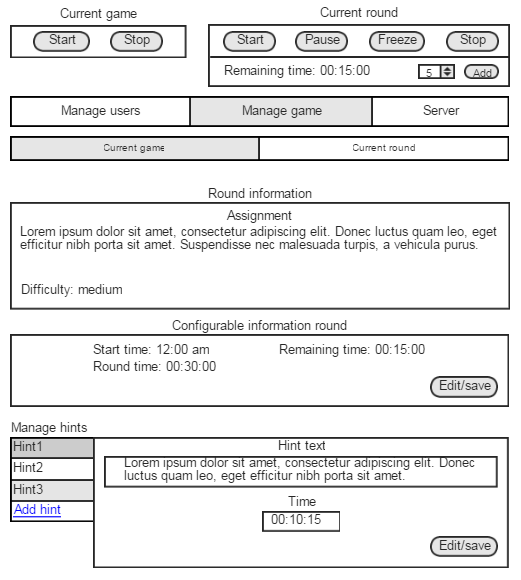 Current game
Current round
Start Stop
Start Pause Freeze Stop
Remaining time: 00:15:00 5 Add
Manage users Manage game Server
Current game Current round
Round information
Assignment
Lorem ipsum dolor sit amet, consectetur adipiscing elit. Donec luctus quam leo, eget
efficitur nibh porta sit amet. Suspendisse nec malesuada turpis, a vehicula purus.
Difficulty: medium
Configurable information round
Start time: 12:00 am Remaining time: 00:15:00
Round time: 00:30:00
Edit/save
Manage hints
Hint1
Hint2
Hint3
Add hint
Hint text
Lorem ipsum dolor sit amet, consectetur adipiscing elit. Donec
luctus quam leo, eget efficitur nibh porta sit amet.
Time
00:10:15
Edit/save